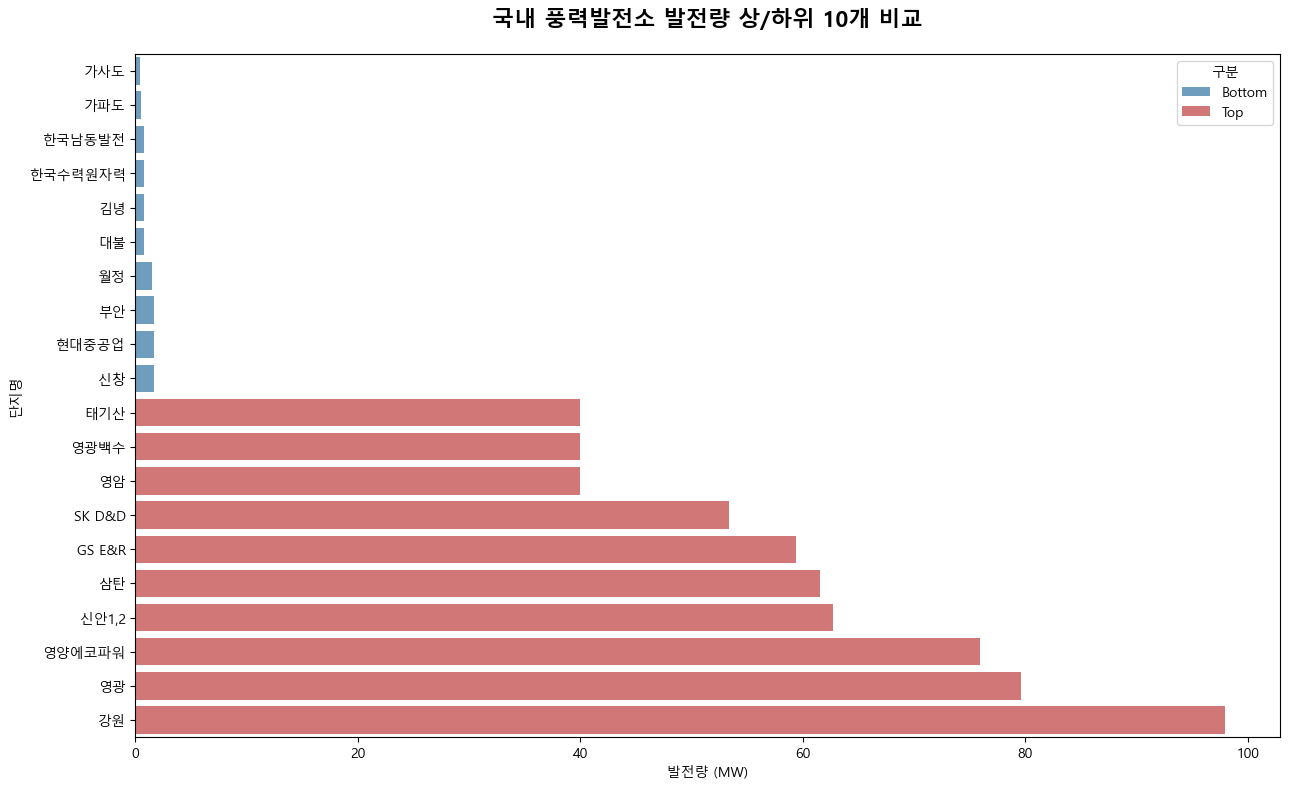 국내 풍력발전소 발전량 상/하위 10개 비교
구분
Bottom
Top
단지명
가사도
가파도
한국남동발전
한국수력원자력
김녕
대불
월정
부안
현대중공업
신창
태기산
영광백수
영암
SK D&D
GS E&R
삼탄
신안1,2
영양에코파워
영광
강원
0 20 40 60 80 100
발전량 (MW)